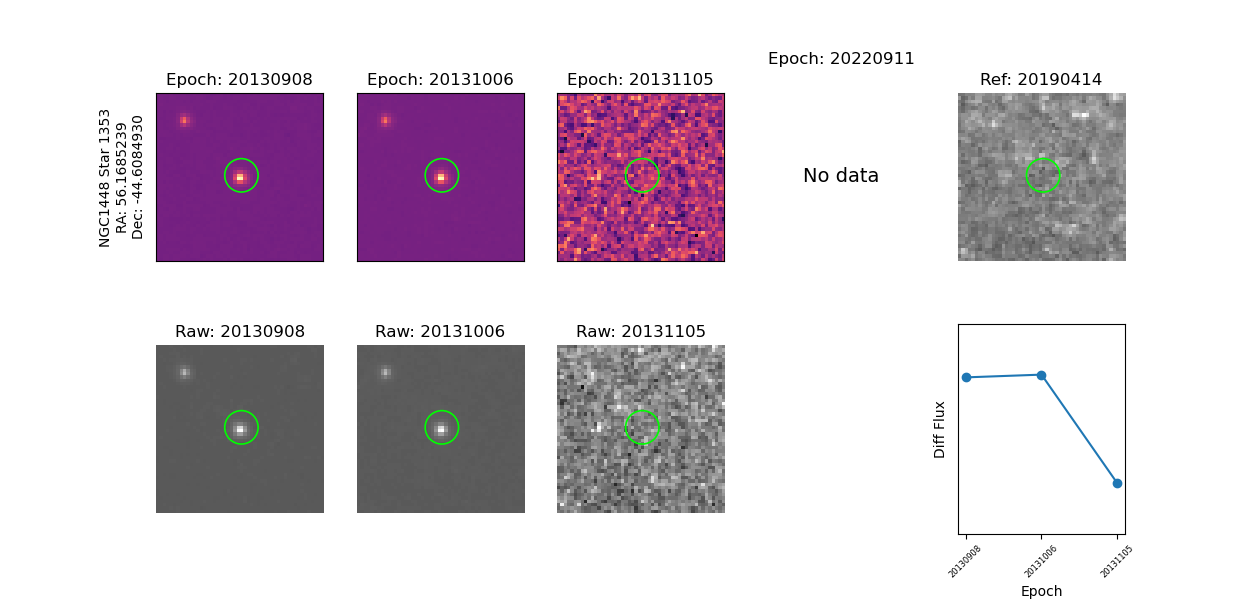 Epoch: 20220911
Epoch: 20130908
Epoch: 20131006
Epoch: 20131105
Ref: 20190414
NGC1448 Star 1353
RA: 56.1685239
Dec: -44.6084930
No data
Raw: 20130908
Raw: 20131006
Raw: 20131105
Diff Flux
20130908
20131006
20131105
Epoch